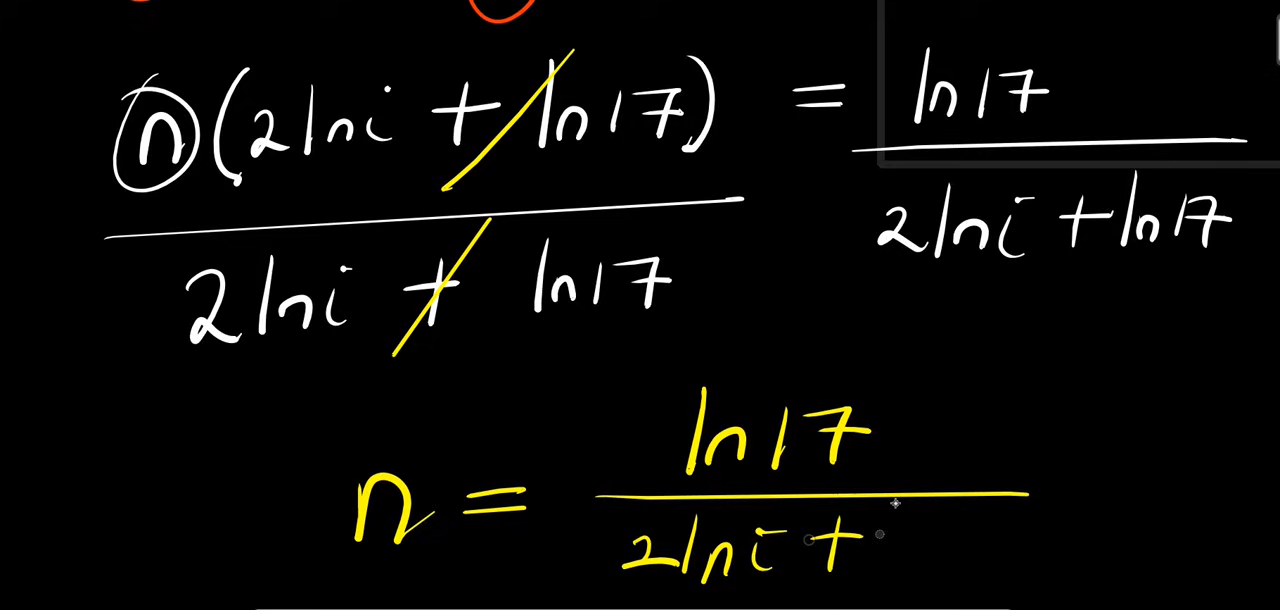 n(2lni + ln17) = ln17
2lni + ln17 2lni + ln17
n = ln17
2lni +